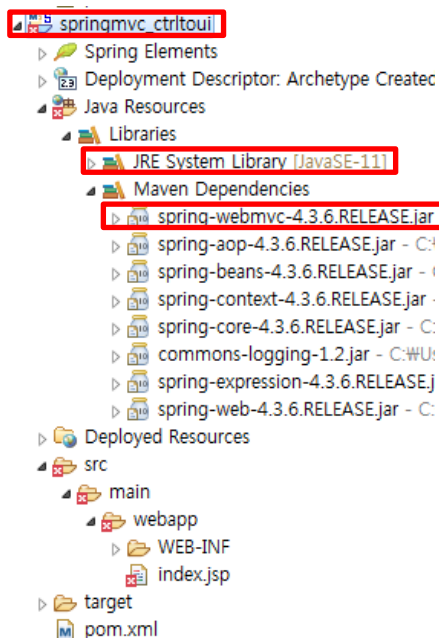 springmvc_ctrltoui
Spring Elements
Deployment Descriptor: Archetype Created
Java Resources
Libraries
JRE System Library [JavaSE-11]
Maven Dependencies
spring-webmvc-4.3.6.RELEASE.jar
spring-aop-4.3.6.RELEASE.jar - C:
spring-beans-4.3.6.RELEASE.jar -
spring-context-4.3.6.RELEASE.jar -
spring-core-4.3.6.RELEASE.jar - C:
commons-logging-1.2.jar - C:₩Us
spring-expression-4.3.6.RELEASE.j
spring-web-4.3.6.RELEASE.jar - C:
Deployed Resources
src
main
webapp
WEB-INF
index.jsp
target
pom.xml